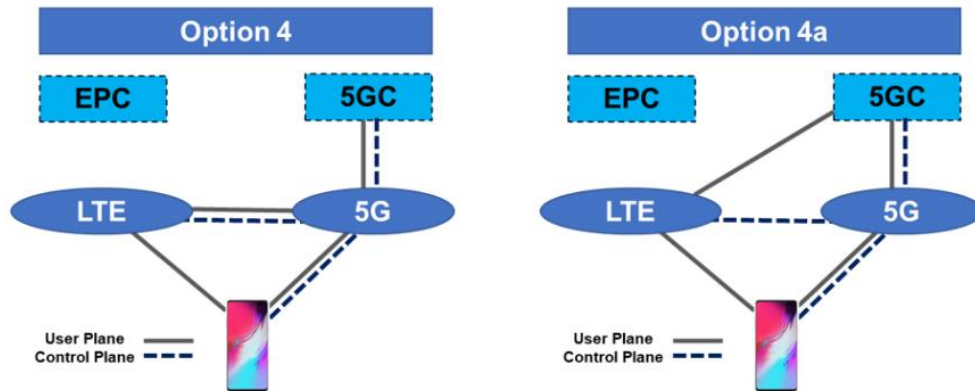 Option 4
EPC
5GC
LTE
5G
User Plane
Control Plane
Option 4a
EPC
5GC
LTE
5G
User Plane
Control Plane